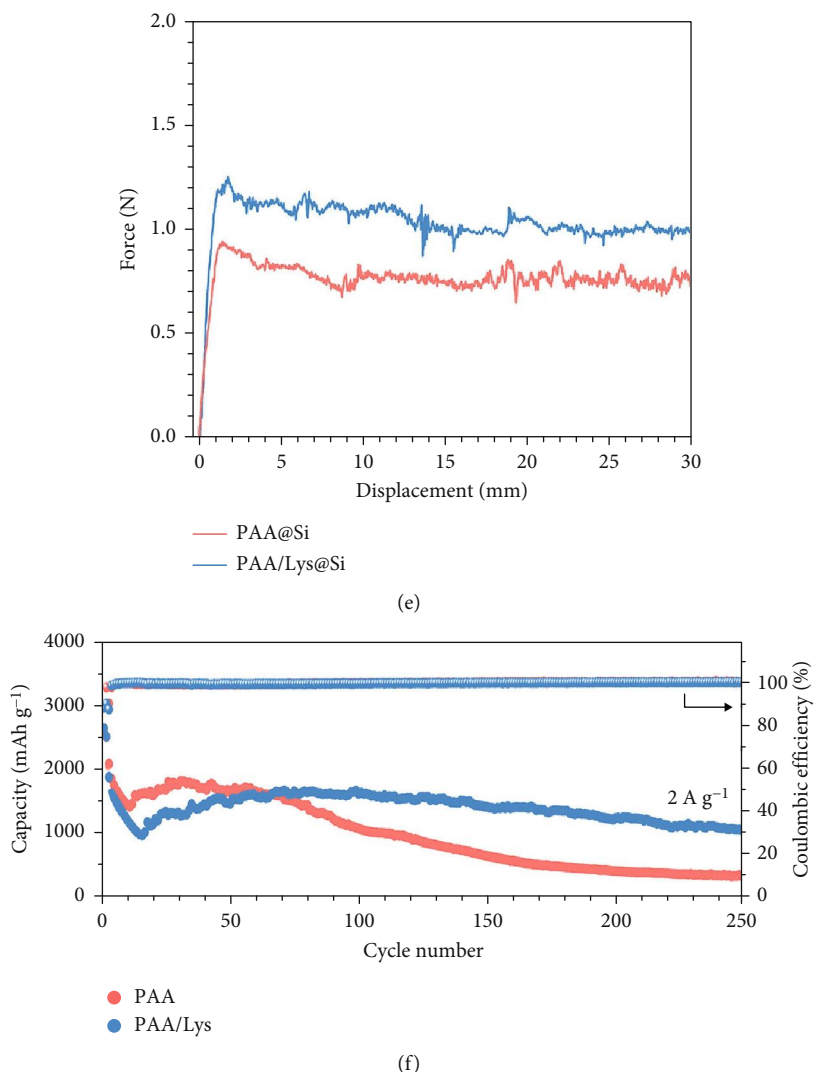 2.0
1.5
1.0
0.5
0.0
Force (N)
0 5 10 15 20 25 30
Displacement (mm)
PAA@Si
PAA/Lys@Si
(e)
4000
3000
2000
1000
0
Capacity (mAh g⁻¹)
100
80
60
40
20
0
Coulombic efficiency (%)
2 A g⁻¹
0 50 100 150 200 250
Cycle number
PAA
PAA/Lys
(f)